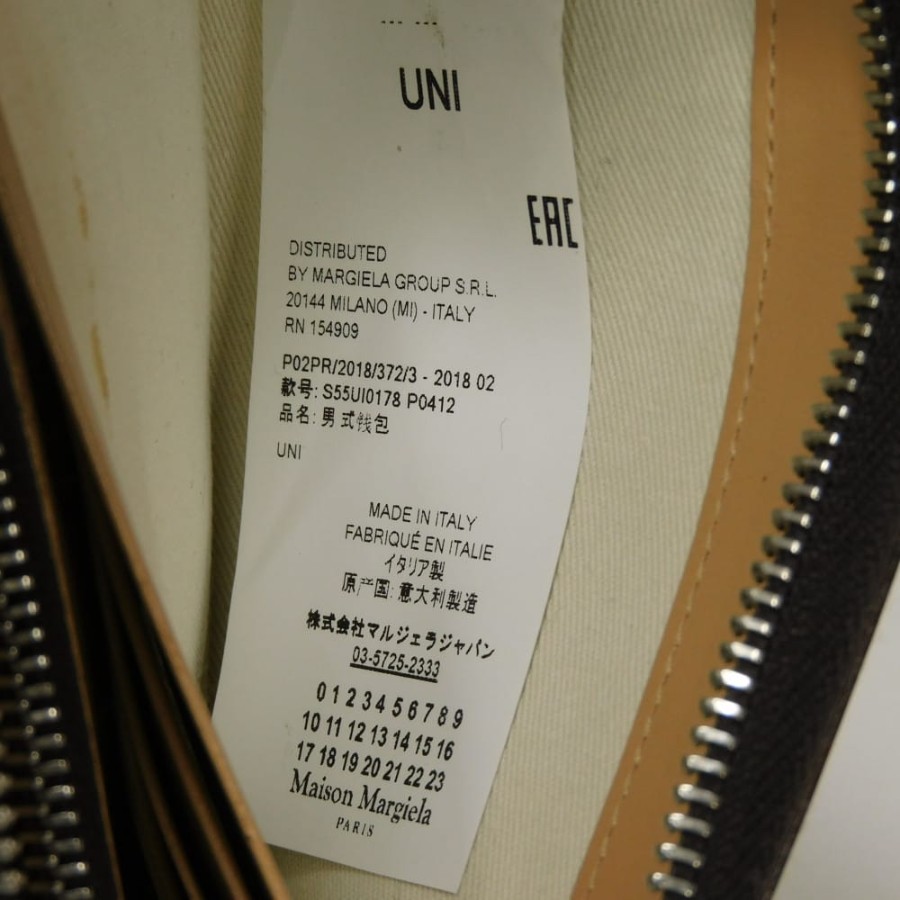 UNI
EAC
DISTRIBUTED
BY MARGIELA GROUP S.R.L.
20144 MILANO (MI) - ITALY
RN 154909
P02PR/2018/372/3 - 2018 02
款号: S55UI0178 P0412
品名: 男式钱包
UNI
MADE IN ITALY
FABRIQUÉ EN ITALIE
イタリア製
原产国: 意大利製造
株式会社マルジェラジャパン
03-5725-2333
0 1 2 3 4 5 6 7 8 9
10 11 12 13 14 15 16
17 18 19 20 21 22 23
Maison Margiela
PARIS